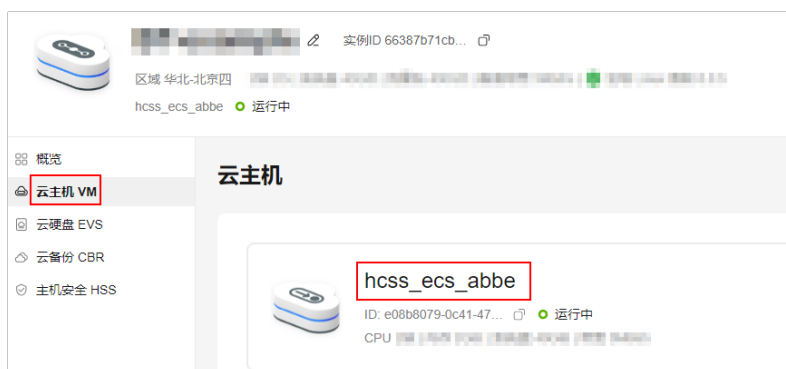 实例ID 66387b71cb...
区域 华北-北京四
hcss_ecs_abbe 运行中
概览
云主机 VM
云硬盘 EVS
云备份 CBR
主机安全 HSS
云主机
hcss_ecs_abbe
ID: e08b8079-0c41-47... 运行中
CPU